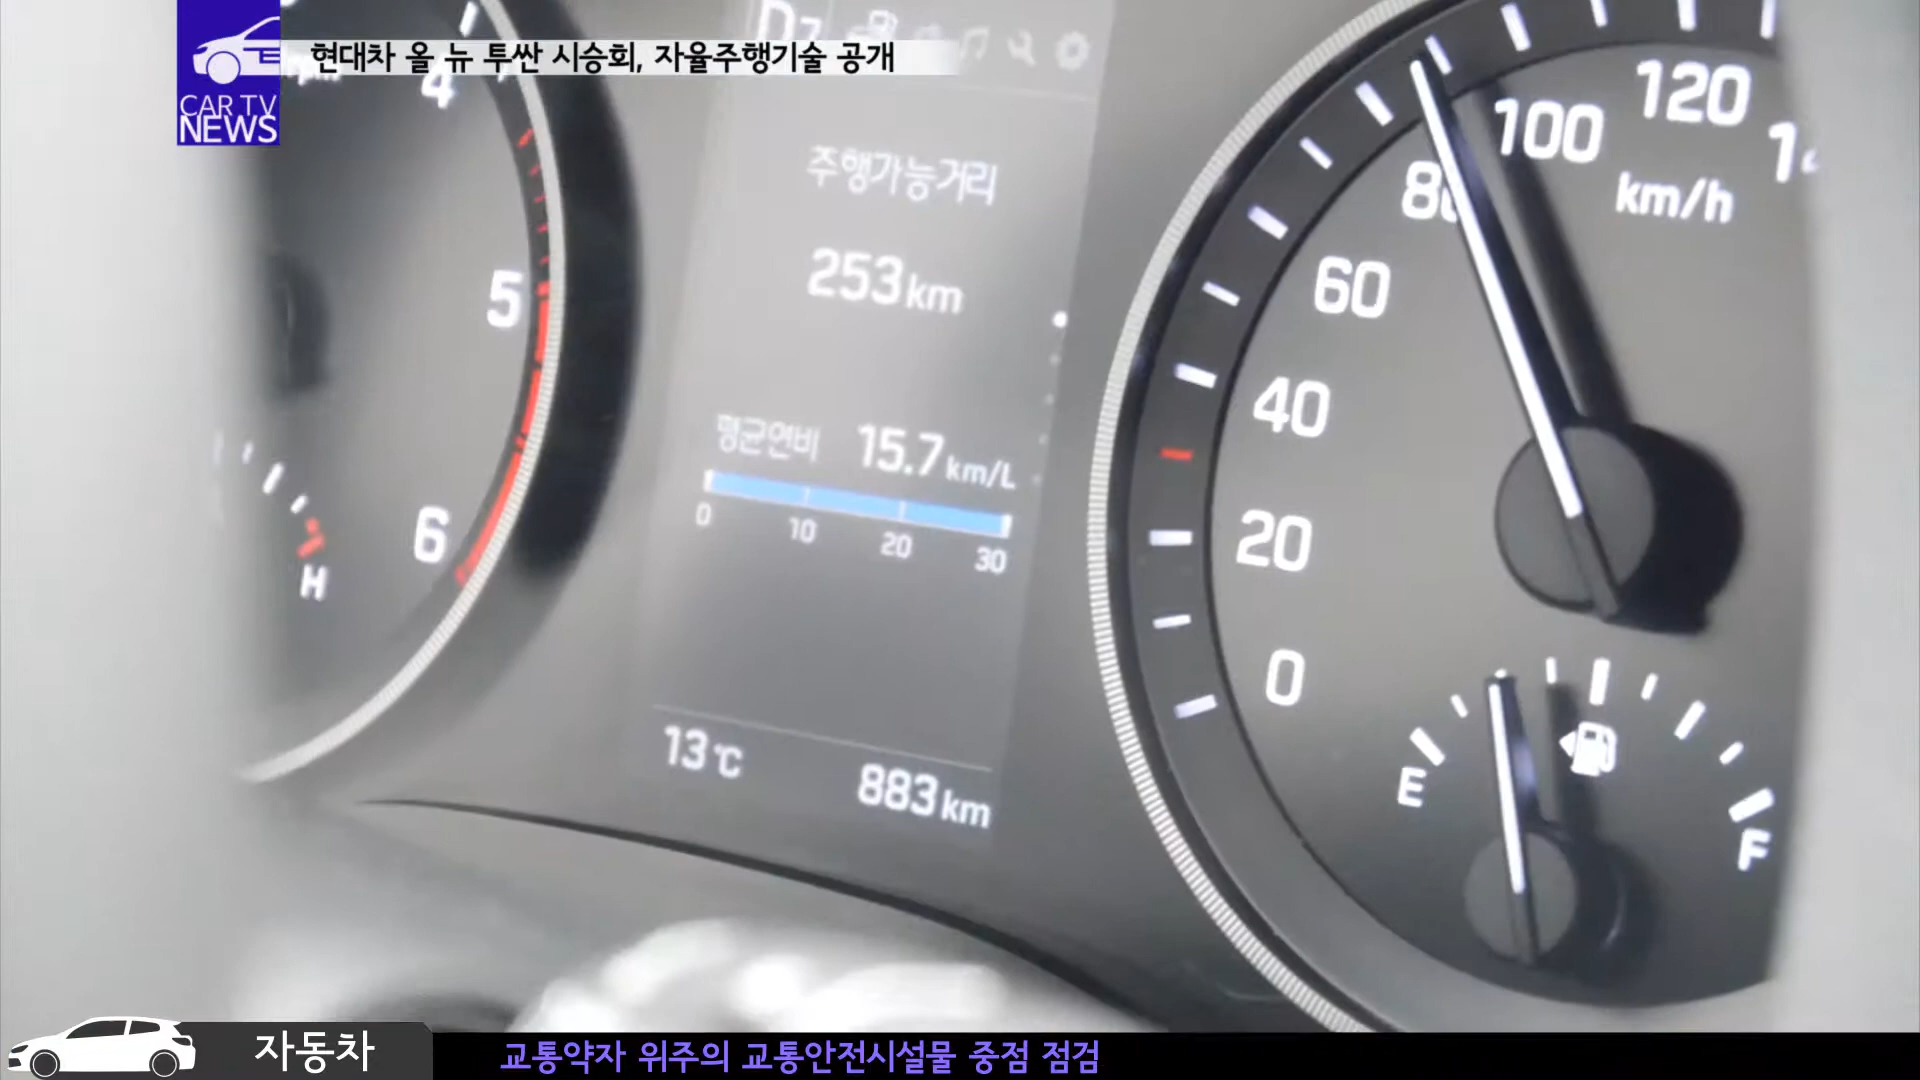 현대차 올 뉴 투싼 시승회, 자율주행기술 공개
CAR TV
NEWS
D7
4
5
6
H
주행가능거리
253km
평균연비 15.7km/L
0 10 20 30
13℃ 883km
0
20
40
60
100
120
km/h
E
F
자동차
교통약자 위주의 교통안전시설물 중점 점검